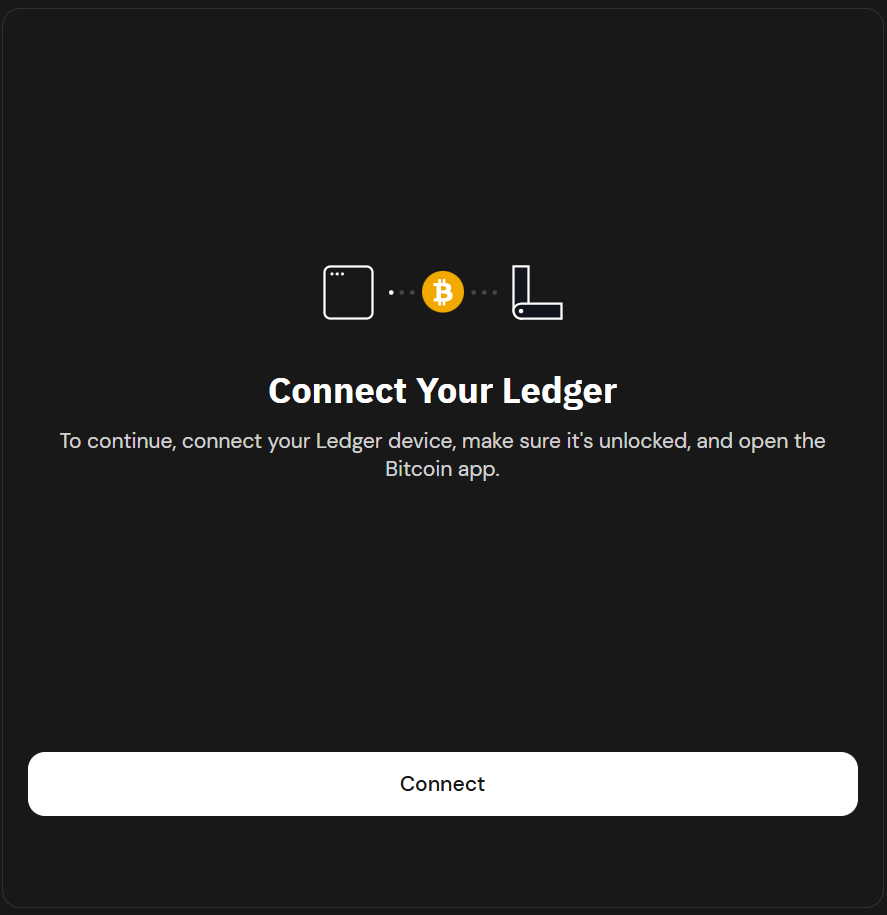 Connect Your Ledger
To continue, connect your Ledger device, make sure it's unlocked, and open the
Bitcoin app.
Connect